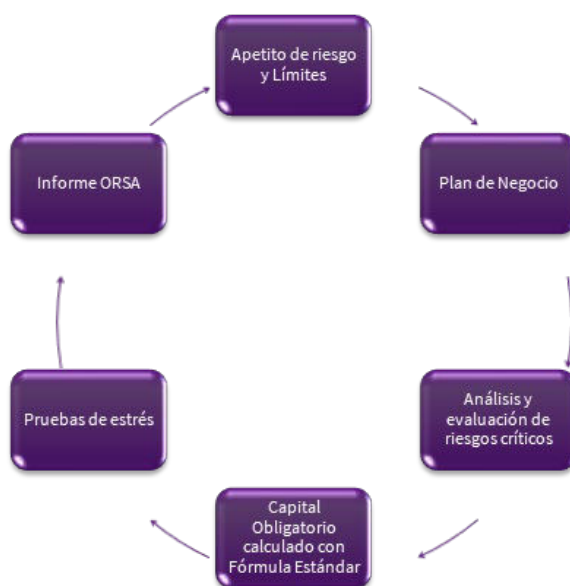 Apetito de riesgo
y Límites
Plan de Negocio
Análisis y
evaluación de
riesgos críticos
Capital
Obligatorio
calculado con
Fórmula Estándar
Pruebas de estrés
Informe ORSA